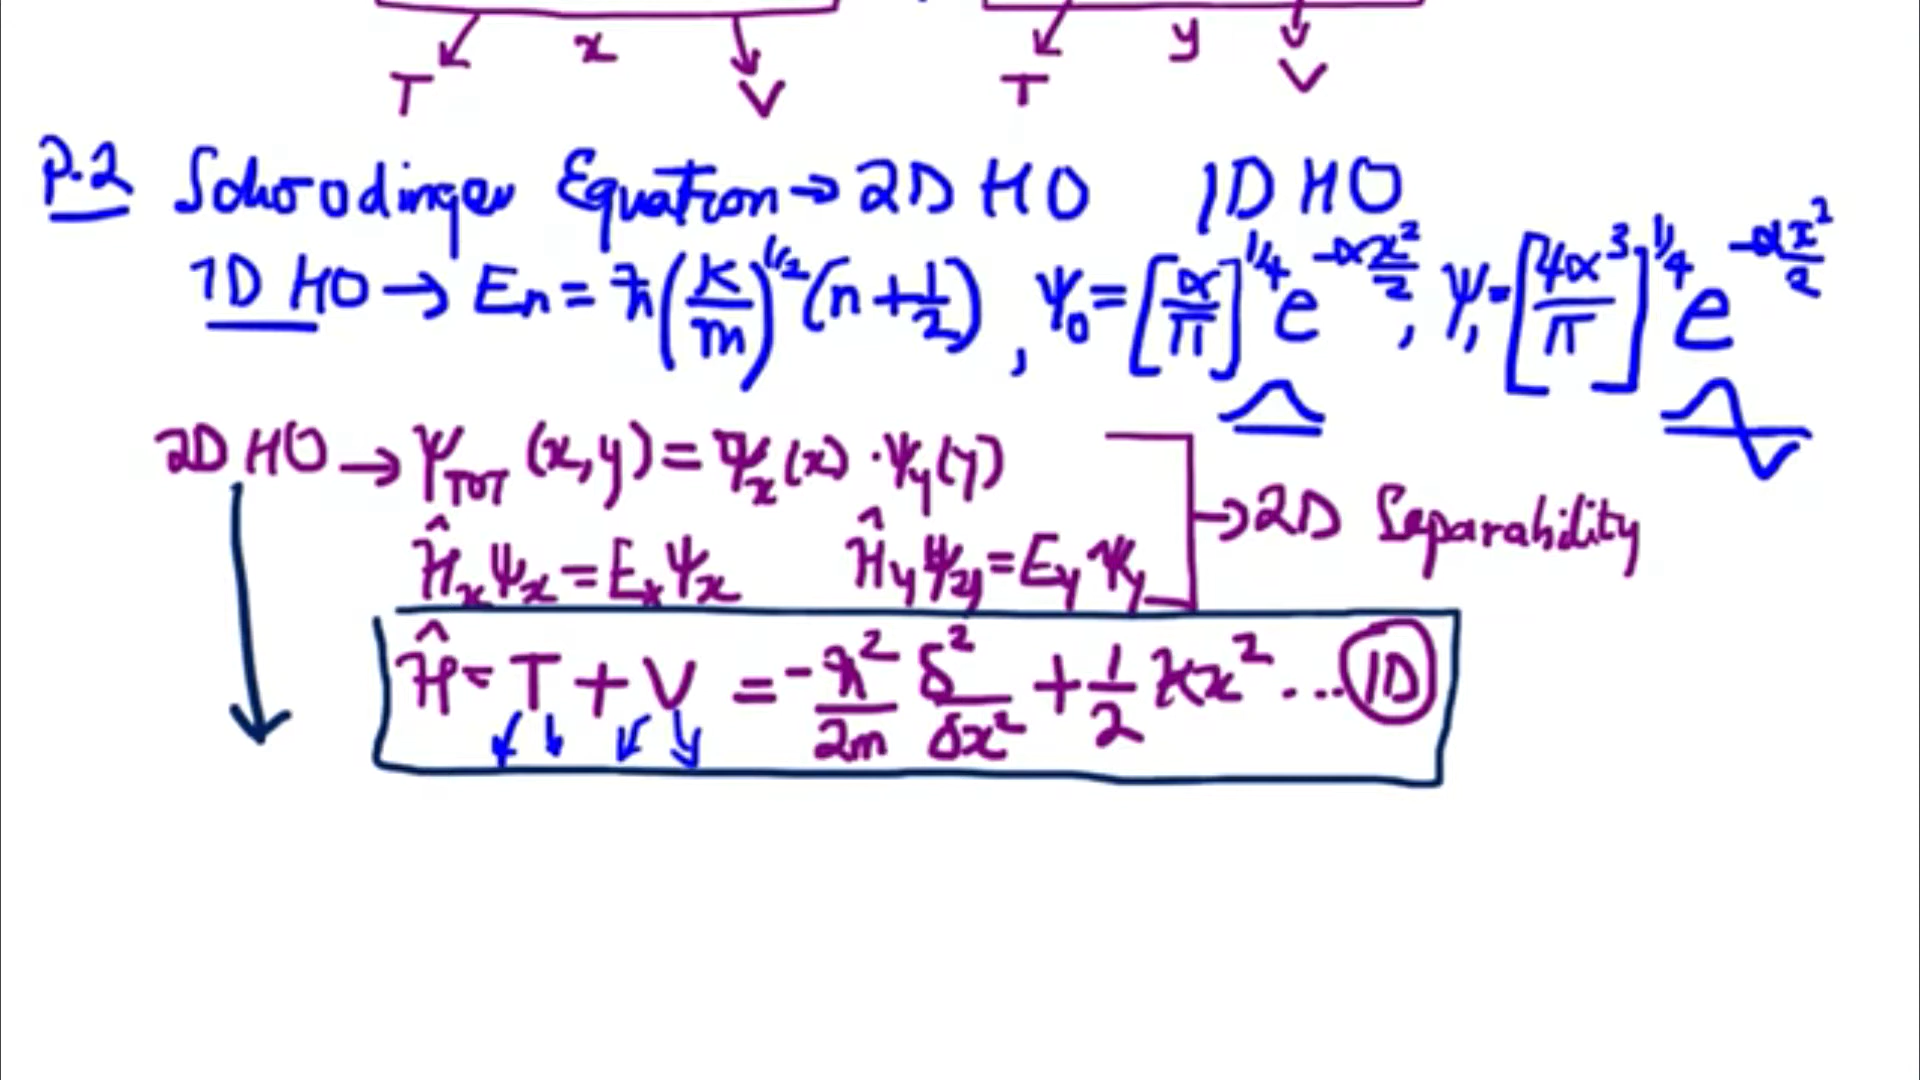 x y
T V T V
P.2 Schoodinger Equation → 2D HO 1D HO
1D HO → En = ħ(k/m)^1/2 (n + 1/2), ψ0 = [α/π]^1/4 e^-αx²/2, ψ1 = [4α³/π]^1/4 e^-αx²/2
2D HO → ψTOT (x,y) = ψx(x) · ψy(y)
Ĥxψx = Exψx Ĥyψy = Eyψy → 2D Separability
Ĥ = T + V = -ħ²/2m δ²/δx² + 1/2 kx² ... 1D